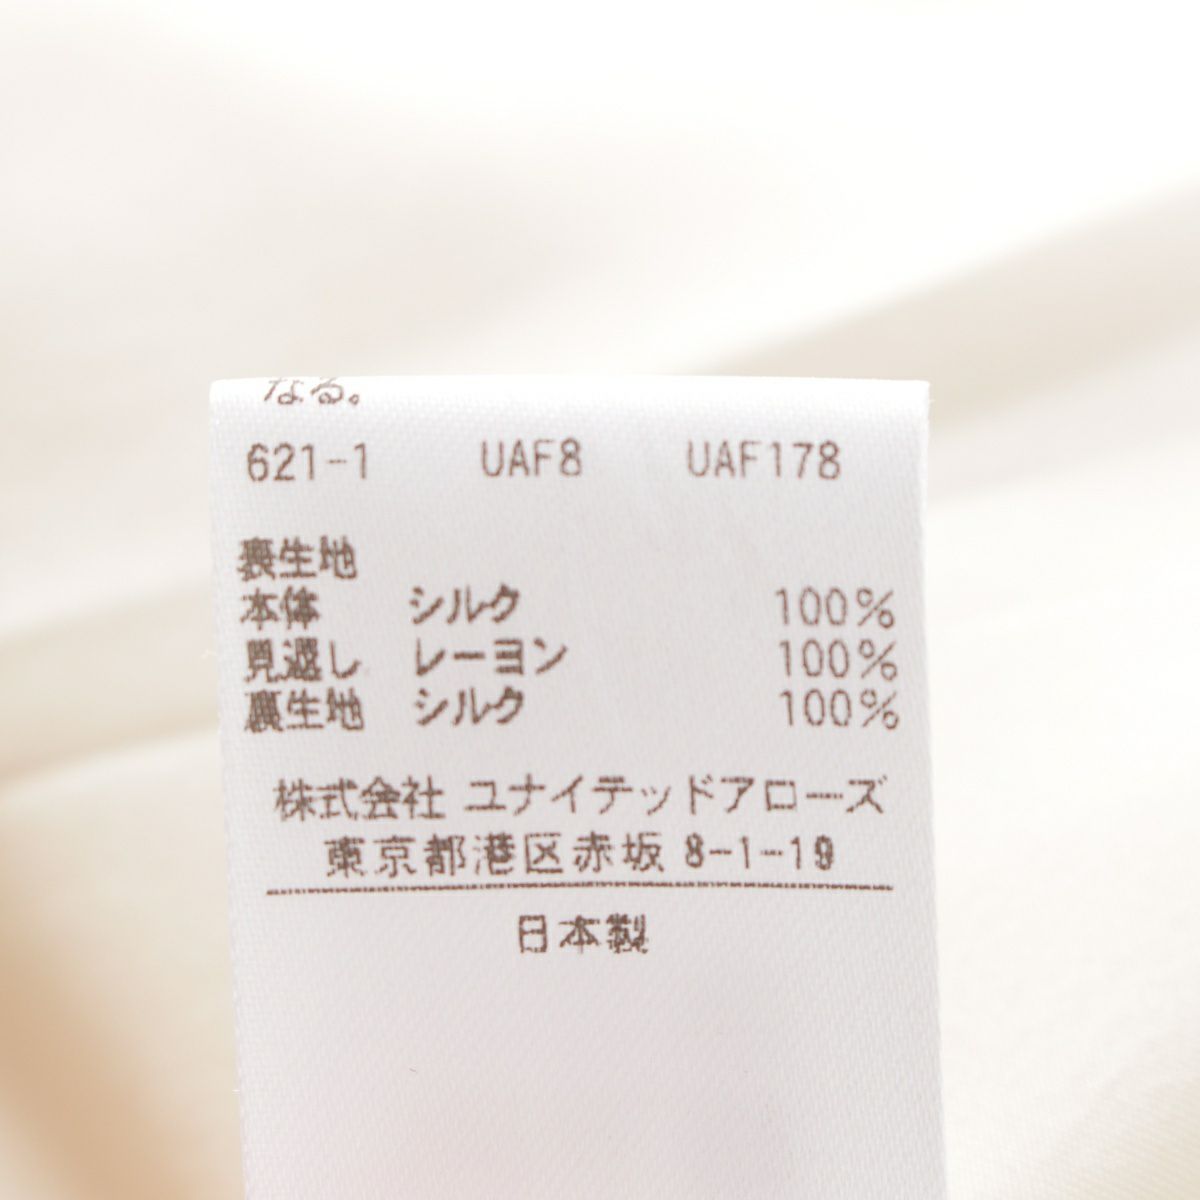 なる。
621-1 UAF8 UAF178
表生地
本体 シルク 100%
見返し レーヨン 100%
裏生地 シルク 100%
株式会社 ユナイテッドアローズ
東京都港区赤坂 8-1-19
日本製